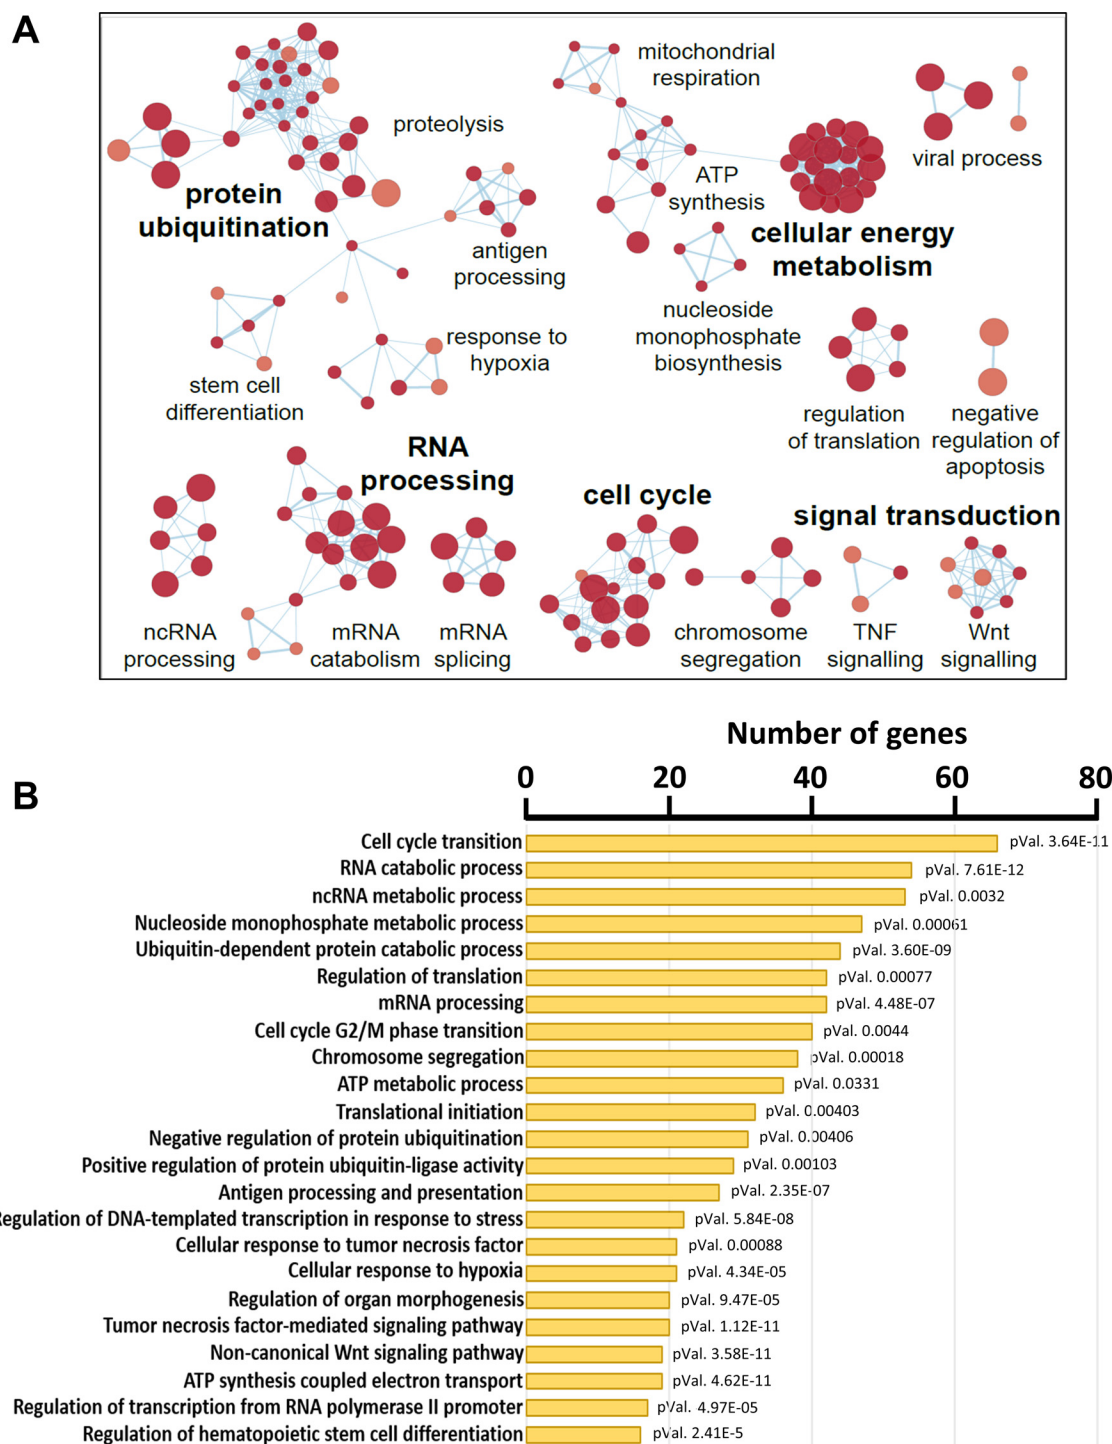 A
mitochondrial
respiration
proteolysis
viral process
protein
ubiquitination
ATP
synthesis
antigen
processing
cellular energy
metabolism
nucleoside
monophosphate
biosynthesis
response to
hypoxia
stem cell
differentiation
regulation
of translation
negative
regulation of
apoptosis
RNA
processing
cell cycle
signal transduction
ncRNA
processing
mRNA
catabolism
mRNA
splicing
chromosome
segregation
TNF
signalling
Wnt
signalling
B
Number of genes
0 20 40 60 80
Cell cycle transition pVal. 3.64E-11
RNA catabolic process pVal. 7.61E-12
ncRNA metabolic process pVal. 0.0032
Nucleoside monophosphate metabolic process pVal. 0.00061
Ubiquitin-dependent protein catabolic process pVal. 3.60E-09
Regulation of translation pVal. 0.00077
mRNA processing pVal. 4.48E-07
Cell cycle G2/M phase transition pVal. 0.0044
Chromosome segregation pVal. 0.00018
ATP metabolic process pVal. 0.0331
Translational initiation pVal. 0.00403
Negative regulation of protein ubiquitination pVal. 0.00406
Positive regulation of protein ubiquitin-ligase activity pVal. 0.00103
Antigen processing and presentation pVal. 2.35E-07
Regulation of DNA-templated transcription in response to stress pVal. 5.84E-08
Cellular response to tumor necrosis factor pVal. 0.00088
Cellular response to hypoxia pVal. 4.34E-05
Regulation of organ morphogenesis pVal. 9.47E-05
Tumor necrosis factor-mediated signaling pathway pVal. 1.12E-11
Non-canonical Wnt signaling pathway pVal. 3.58E-11
ATP synthesis coupled electron transport pVal. 4.62E-11
Regulation of transcription from RNA polymerase II promoter pVal. 4.97E-05
Regulation of hematopoietic stem cell differentiation pVal. 2.41E-5